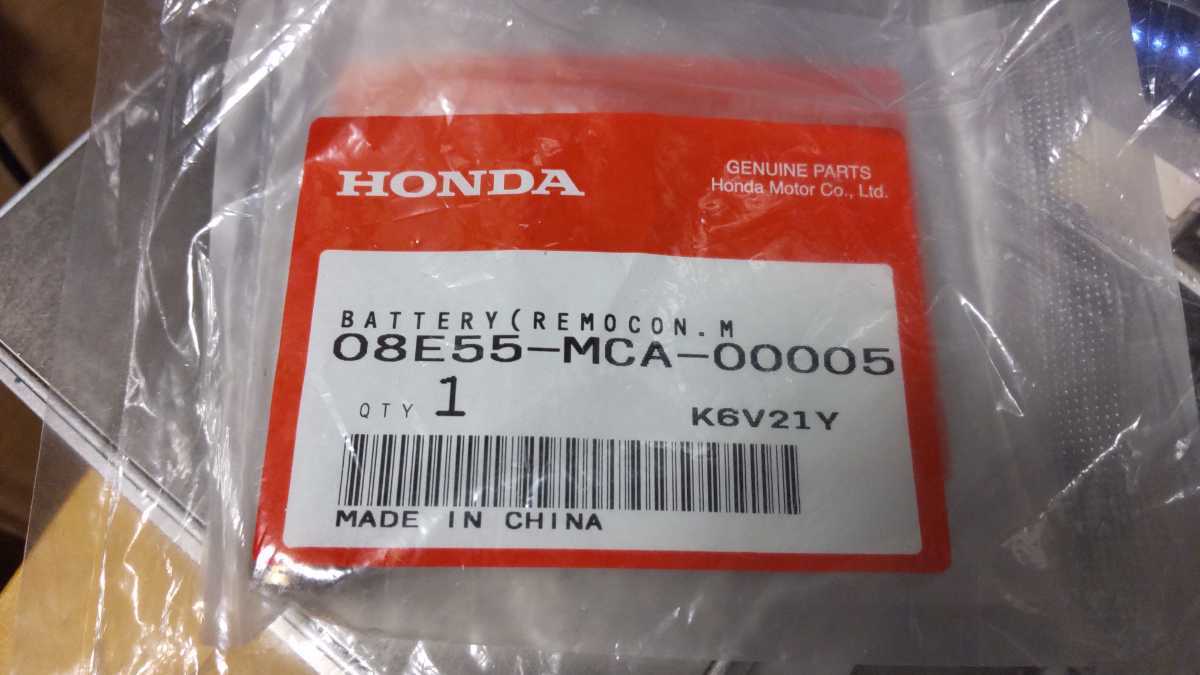 HONDA
GENUINE PARTS
Honda Motor Co., Ltd.
BATTERY(REMOCON.M
08E55-MCA-00005
QTY 1
K6V21Y
MADE IN CHINA